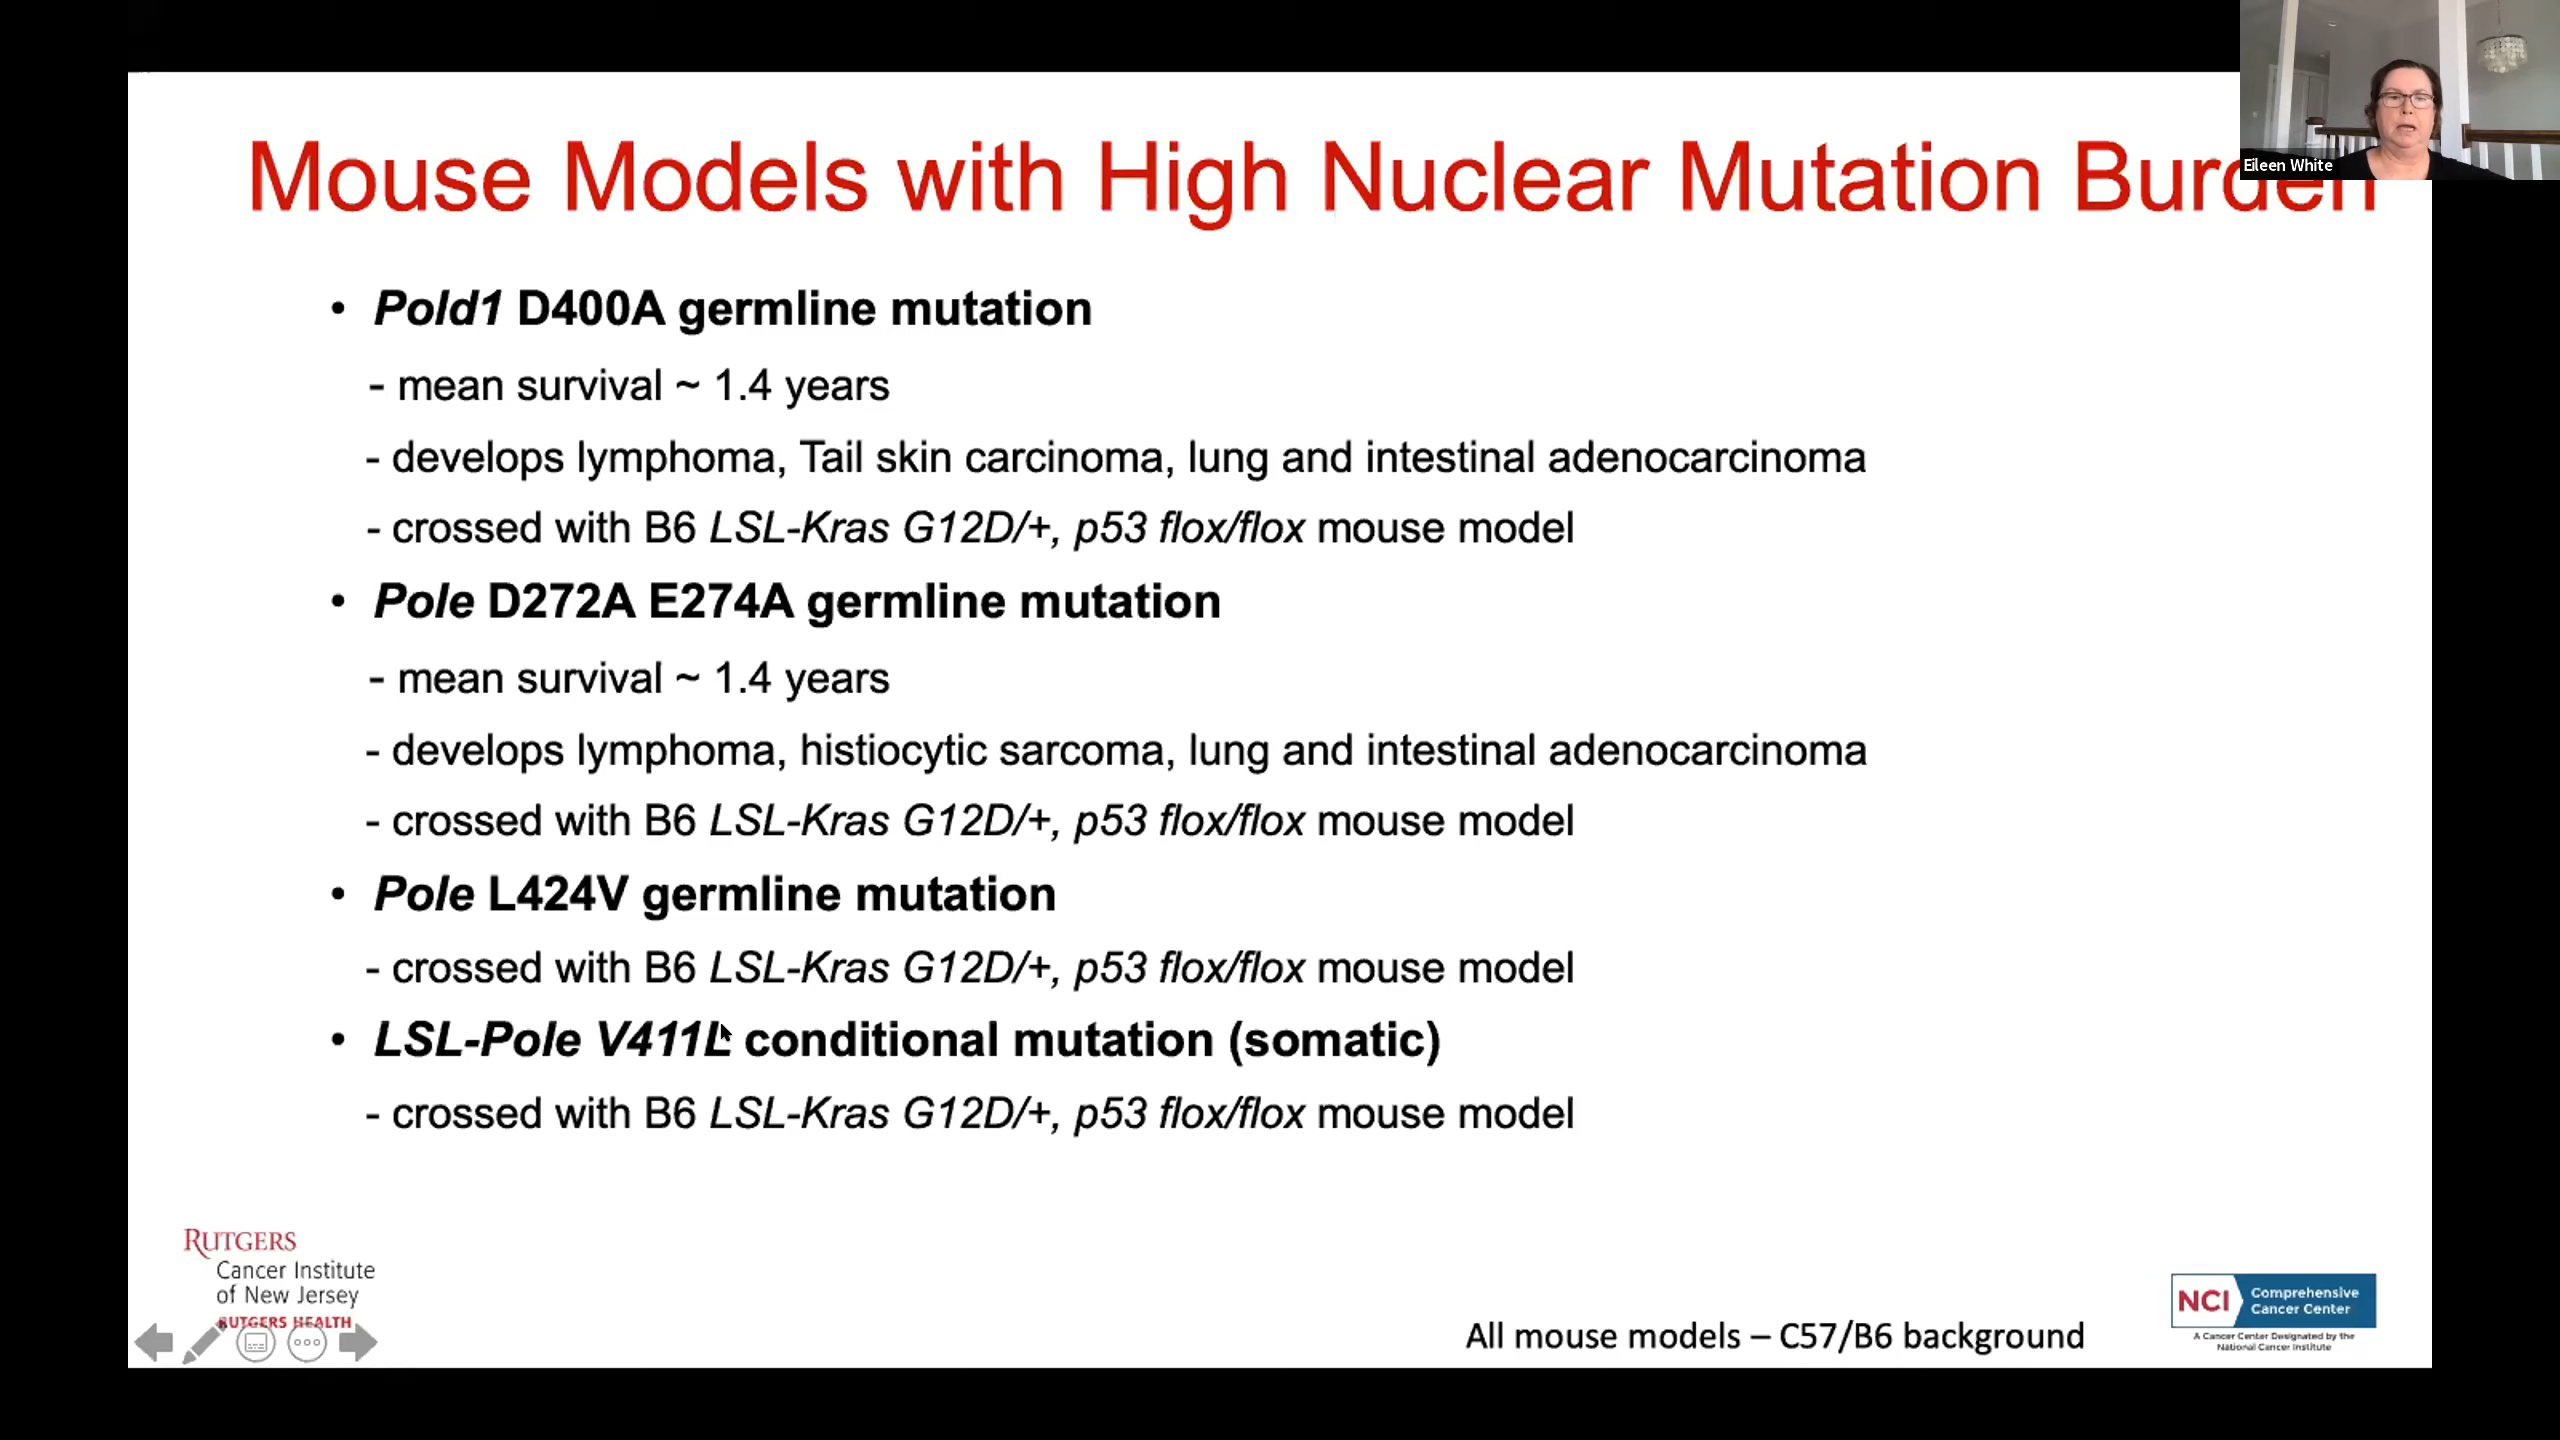 Mouse Models with High Nuclear Mutation Burden
Eileen White
• Pold1 D400A germline mutation
- mean survival ~ 1.4 years
- develops lymphoma, Tail skin carcinoma, lung and intestinal adenocarcinoma
- crossed with B6 LSL-Kras G12D/+, p53 flox/flox mouse model
• Pole D272A E274A germline mutation
- mean survival ~ 1.4 years
- develops lymphoma, histiocytic sarcoma, lung and intestinal adenocarcinoma
- crossed with B6 LSL-Kras G12D/+, p53 flox/flox mouse model
• Pole L424V germline mutation
- crossed with B6 LSL-Kras G12D/+, p53 flox/flox mouse model
• LSL-Pole V411L conditional mutation (somatic)
- crossed with B6 LSL-Kras G12D/+, p53 flox/flox mouse model
RUTGERS
Cancer Institute
of New Jersey
RUTGERS HEALTH
All mouse models – C57/B6 background
NCI Comprehensive
Cancer Center
A Cancer Center Designated by the
National Cancer Institute